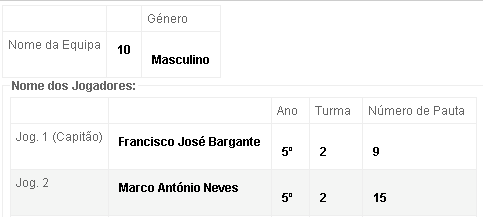 Género
Nome da Equipa 10 Masculino
Nome dos Jogadores:
Ano Turma Número de Pauta
Jog. 1 (Capitão) Francisco José Bargante 5º 2 9
Jog. 2 Marco António Neves 5º 2 15